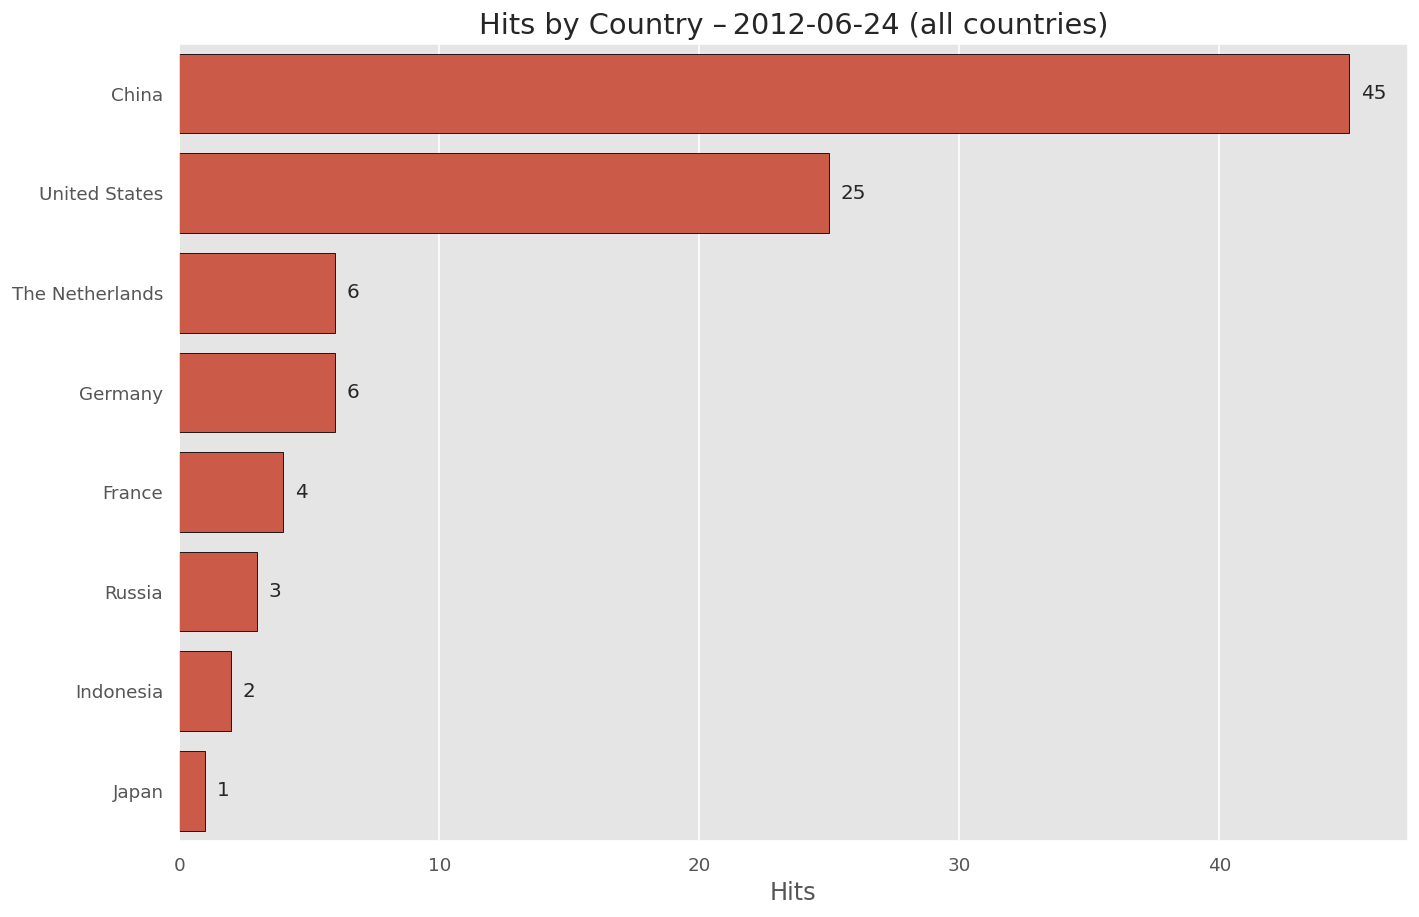 Hits by Country – 2012-06-24 (all countries)
China 45
United States 25
The Netherlands 6
Germany 6
France 4
Russia 3
Indonesia 2
Japan 1
0 10 20 30 40
Hits